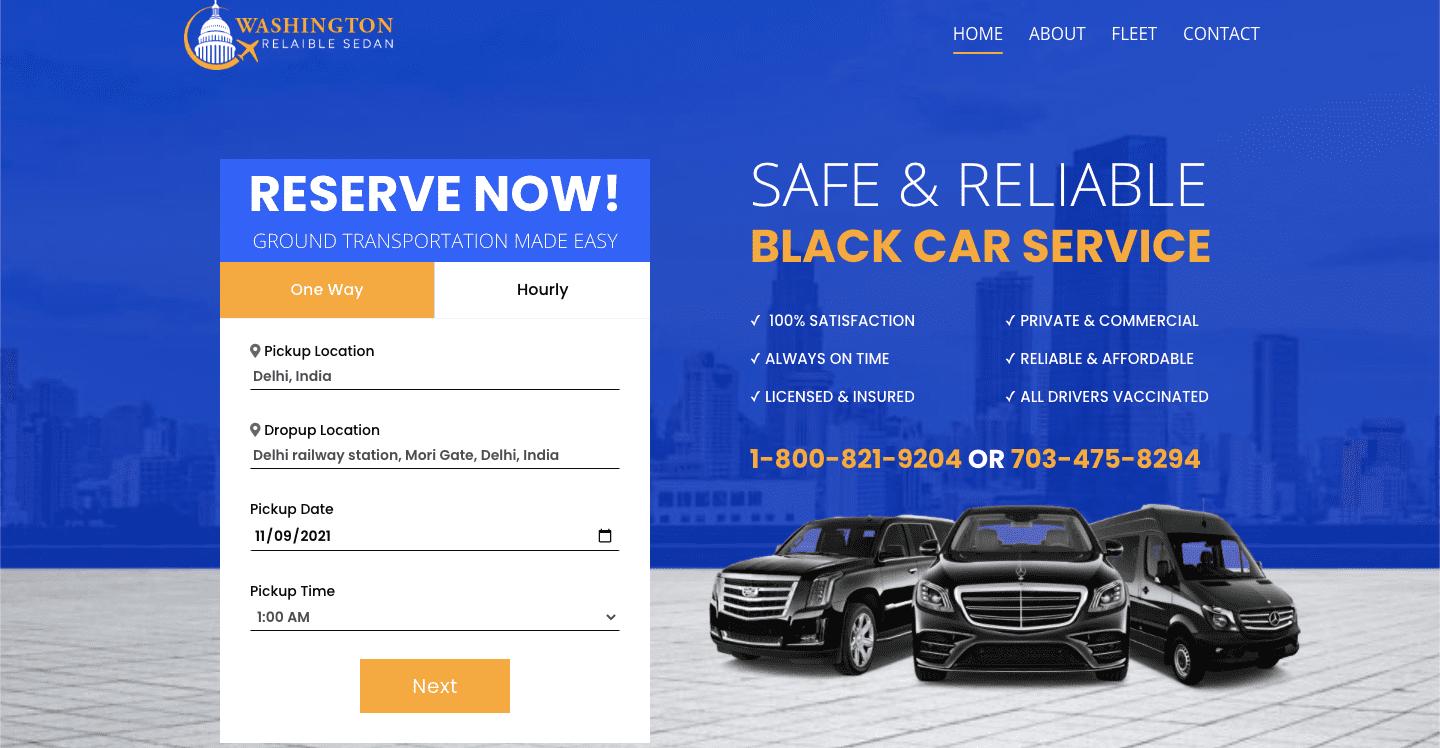 WASHINGTON
RELAIBLE SEDAN
HOME ABOUT FLEET CONTACT
RESERVE NOW!
GROUND TRANSPORTATION MADE EASY
One Way Hourly
Pickup Location
Delhi, India
Dropup Location
Delhi railway station, Mori Gate, Delhi, India
Pickup Date
11/09/2021
Pickup Time
1:00 AM
Next
SAFE & RELIABLE
BLACK CAR SERVICE
✓ 100% SATISFACTION ✓ PRIVATE & COMMERCIAL
✓ ALWAYS ON TIME ✓ RELIABLE & AFFORDABLE
✓ LICENSED & INSURED ✓ ALL DRIVERS VACCINATED
1-800-821-9204 OR 703-475-8294